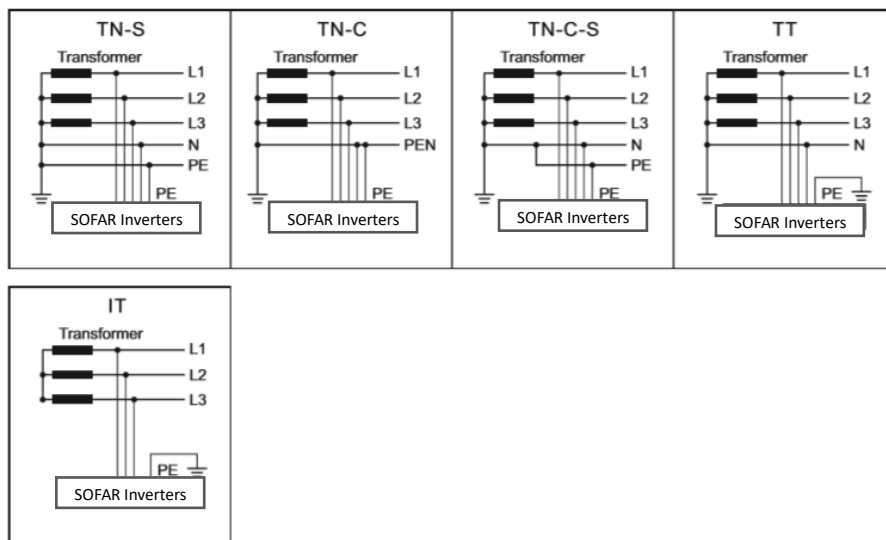 TN-S
Transformer
L1
L2
L3
N
PE
PE
SOFAR Inverters
TN-C
Transformer
L1
L2
L3
PEN
PE
SOFAR Inverters
TN-C-S
Transformer
L1
L2
L3
N
PE
PE
SOFAR Inverters
TT
Transformer
L1
L2
L3
N
PE
SOFAR Inverters
IT
Transformer
L1
L2
L3
PE
SOFAR Inverters